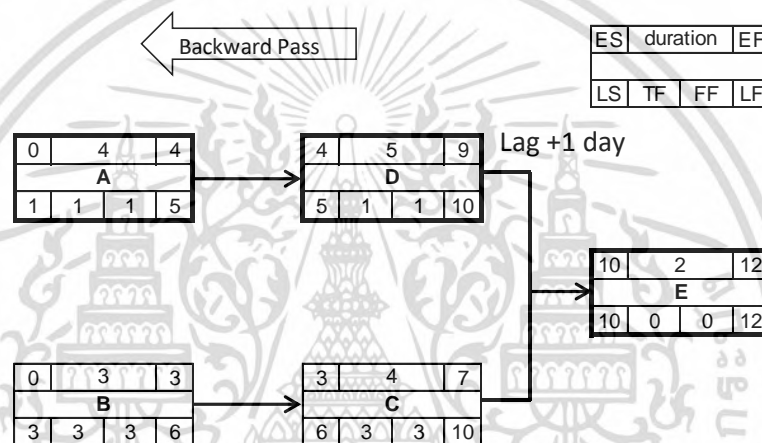 Backward Pass
ES duration EF
LS TF FF LF
Lag +1 day
0 4 4
A
1 1 1 5
4 5 9
D
5 1 1 10
10 2 12
E
10 0 0 12
0 3 3
B
3 3 3 6
3 4 7
C
6 3 3 10